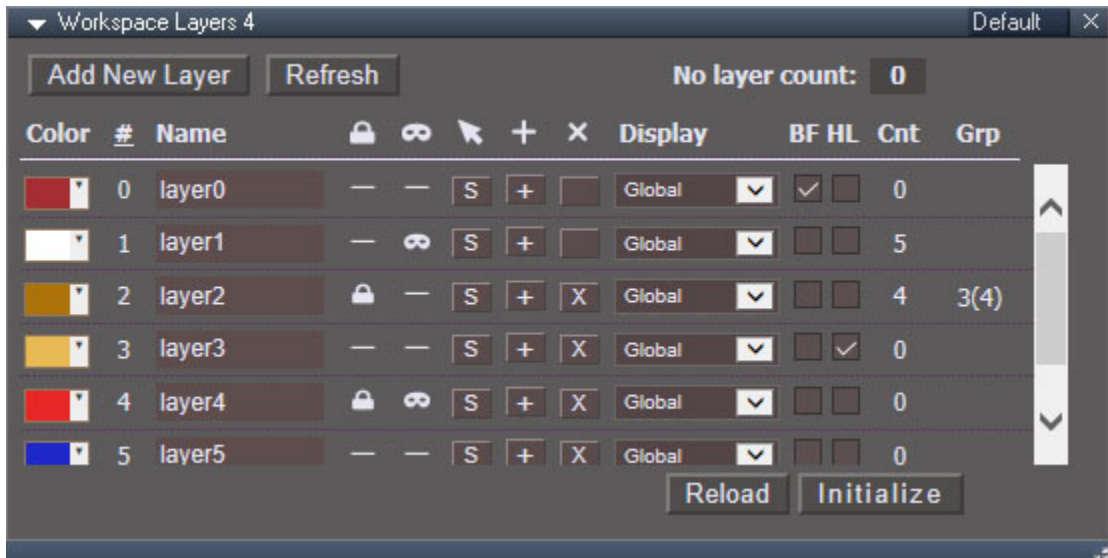 Workspace Layers 4 Default
Add New Layer Refresh No layer count: 0
Color # Name Display BF HL Cnt Grp
0 layer0 — — S + Global 0
1 layer1 — S + Global 5
2 layer2 — S + X Global 4 3(4)
3 layer3 — — S + X Global 0
4 layer4 S + X Global 0
5 layer5 — — S + X Global 0
Reload Initialize